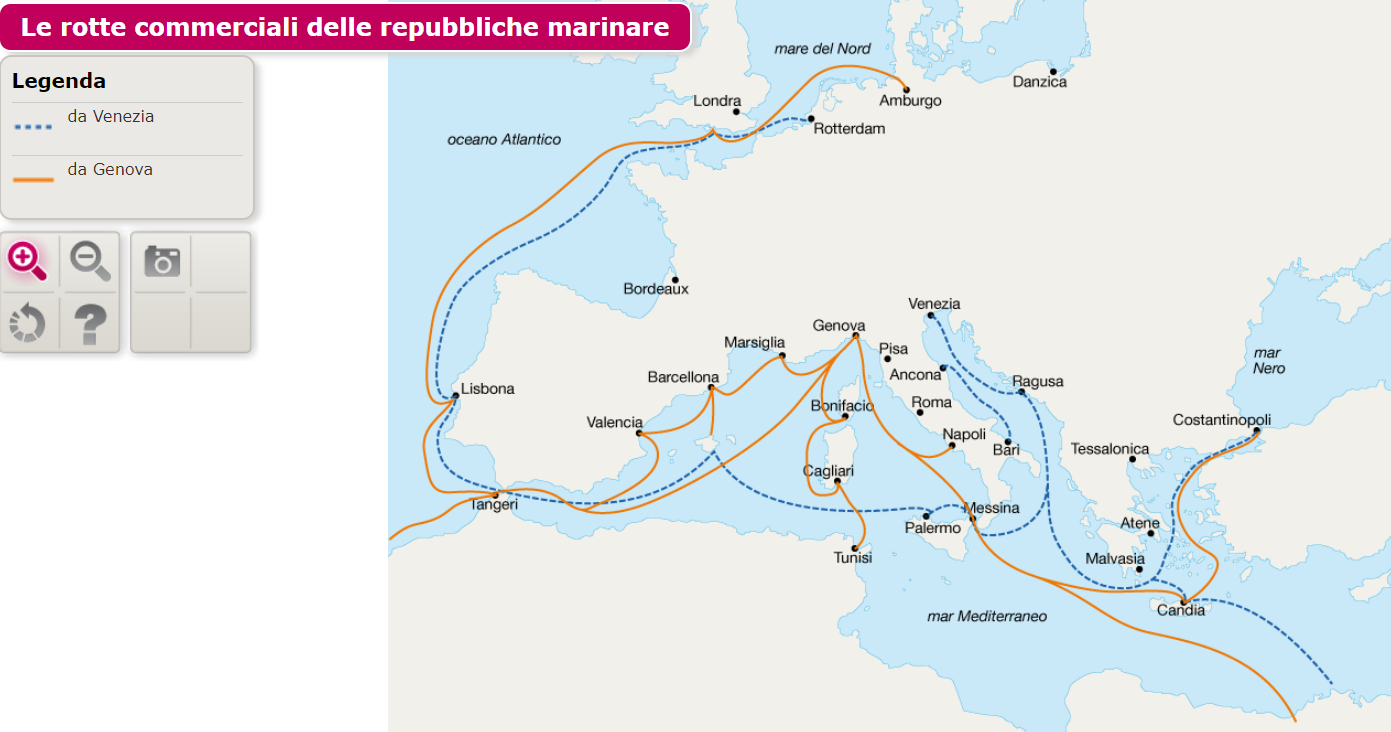 Le rotte commerciali delle repubbliche marinare
Legenda
da Venezia
da Genova
mare del Nord
Danzica
Londra
Amburgo
Rotterdam
oceano Atlantico
Bordeaux
Venezia
Genova
Marsiglia
Pisa
mar
Nero
Barcellona
Ancona
Ragusa
Lisbona
Bonifacio
Roma
Valencia
Costantinopoli
Napoli
Bari
Tessalonica
Cagliari
Tangeri
Messina
Palermo
Atene
Tunisi
Malvasia
Candia
mar Mediterraneo